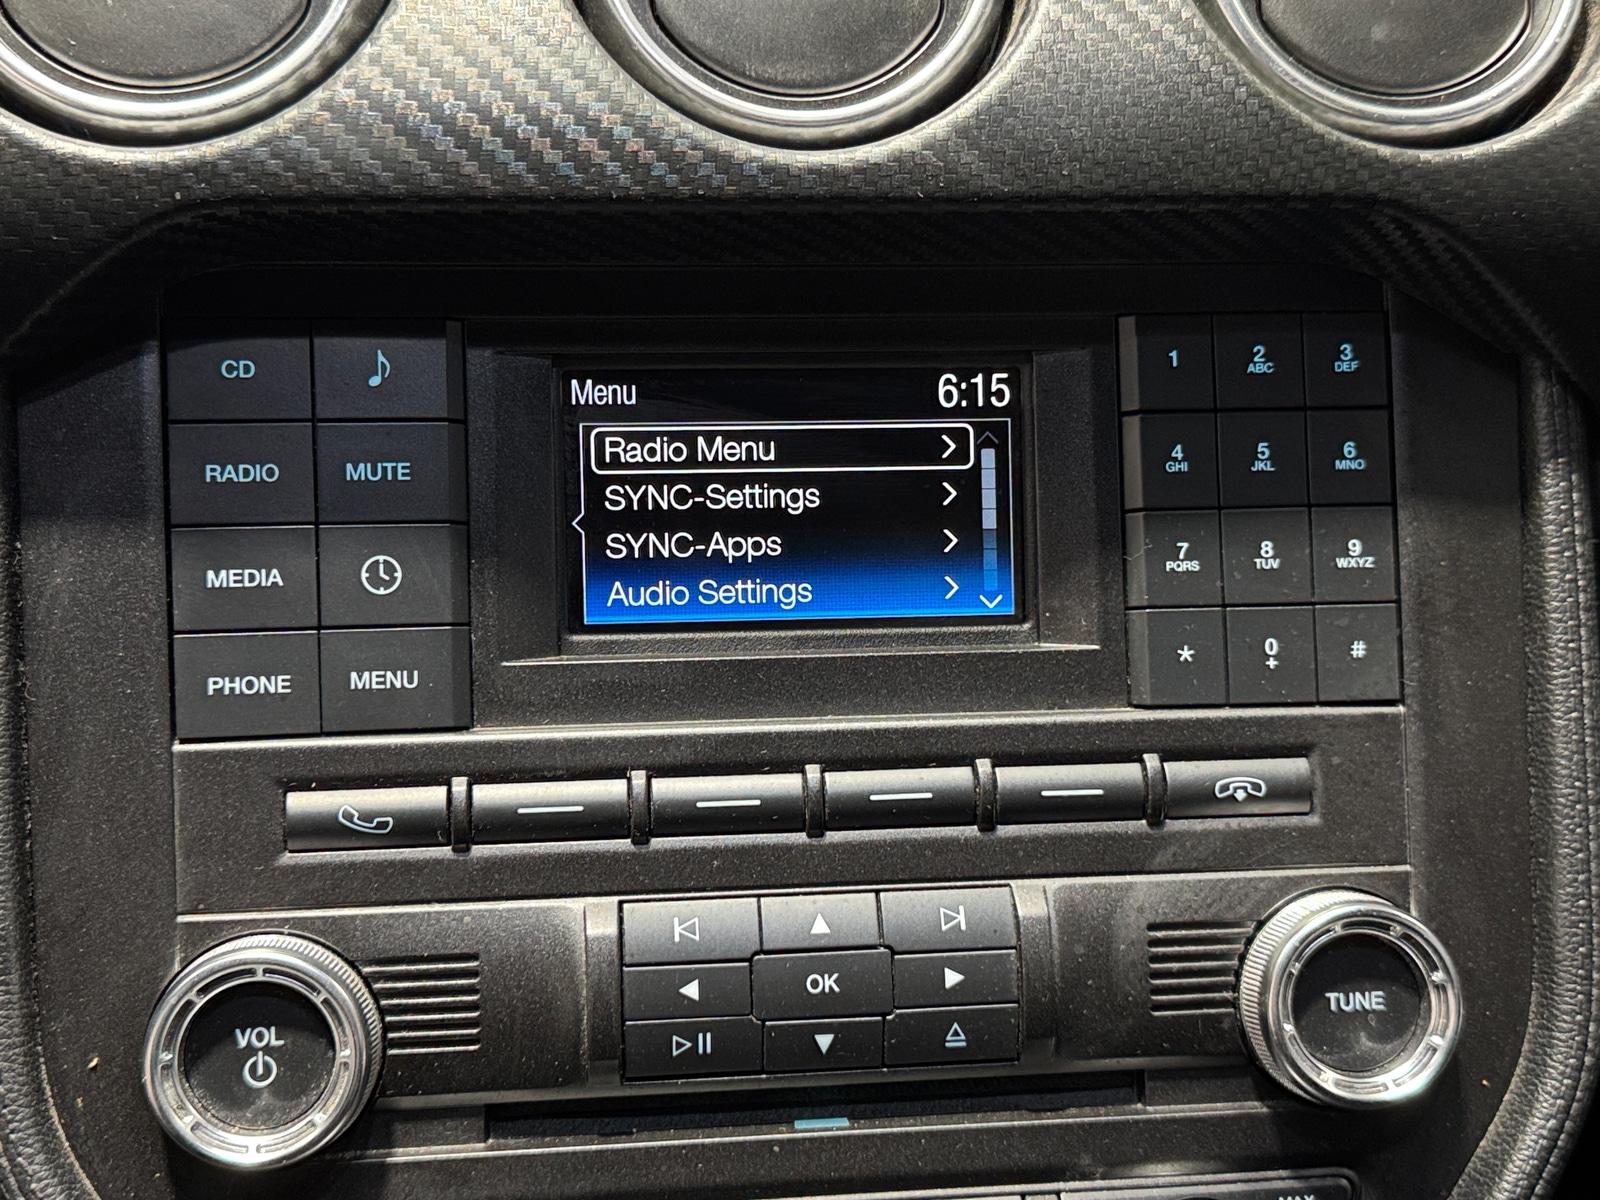 CD
RADIO
MUTE
MEDIA
PHONE
MENU
Menu 6:15
Radio Menu
SYNC-Settings
SYNC-Apps
Audio Settings
1
2
ABC
3
DEF
4
GHI
5
JKL
6
MNO
7
PQRS
8
TUV
9
WXYZ
*
0
+
#
VOL
OK
TUNE
MAX